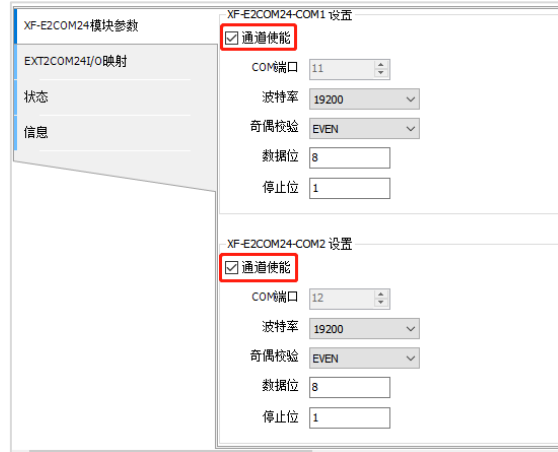 XF-E2COM24模块参数
EXT2COM24I/O映射
状态
信息
XF-E2COM24-COM1 设置
通道使能
COM端口 11
波特率 19200
奇偶校验 EVEN
数据位 8
停止位 1
XF-E2COM24-COM2 设置
通道使能
COM端口 12
波特率 19200
奇偶校验 EVEN
数据位 8
停止位 1